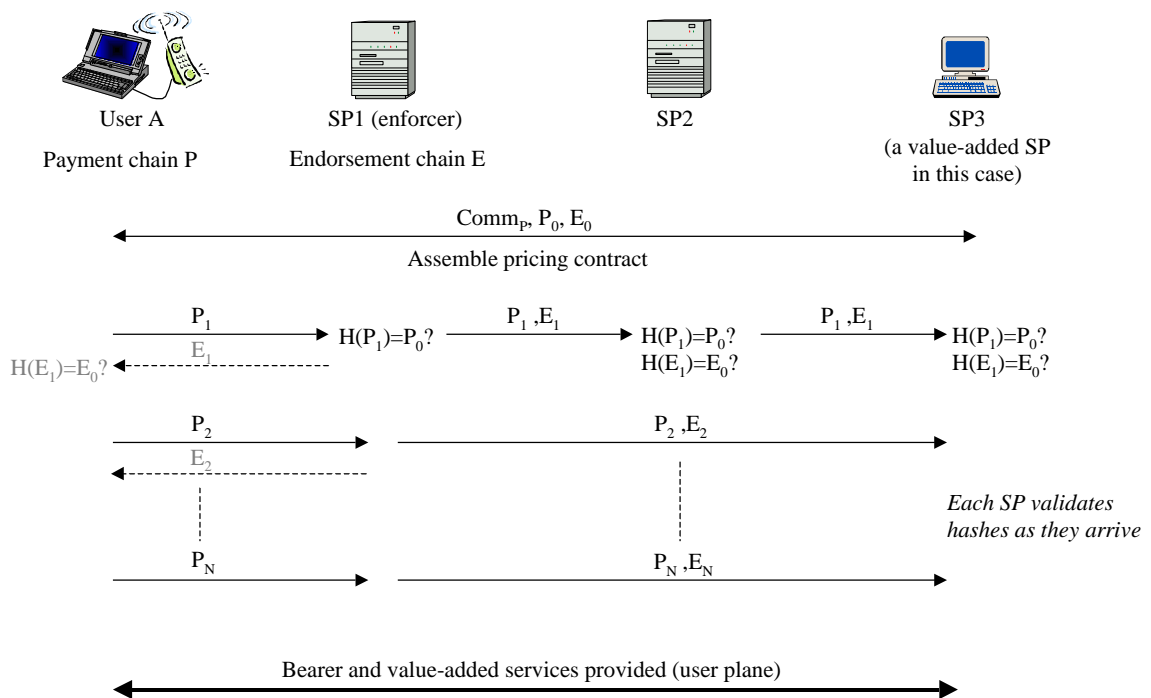 User A
SP1 (enforcer)
SP2
SP3
Payment chain P
Endorsement chain E
(a value-added SP
in this case)
Comm_P, P_0, E_0
Assemble pricing contract
P_1
H(P_1)=P_0?
P_1 ,E_1
H(P_1)=P_0?
P_1 ,E_1
H(P_1)=P_0?
H(E_1)=E_0?
E_1
H(E_1)=E_0?
H(E_1)=E_0?
P_2
P_2 ,E_2
E_2
Each SP validates
hashes as they arrive
P_N
P_N ,E_N
Bearer and value-added services provided (user plane)